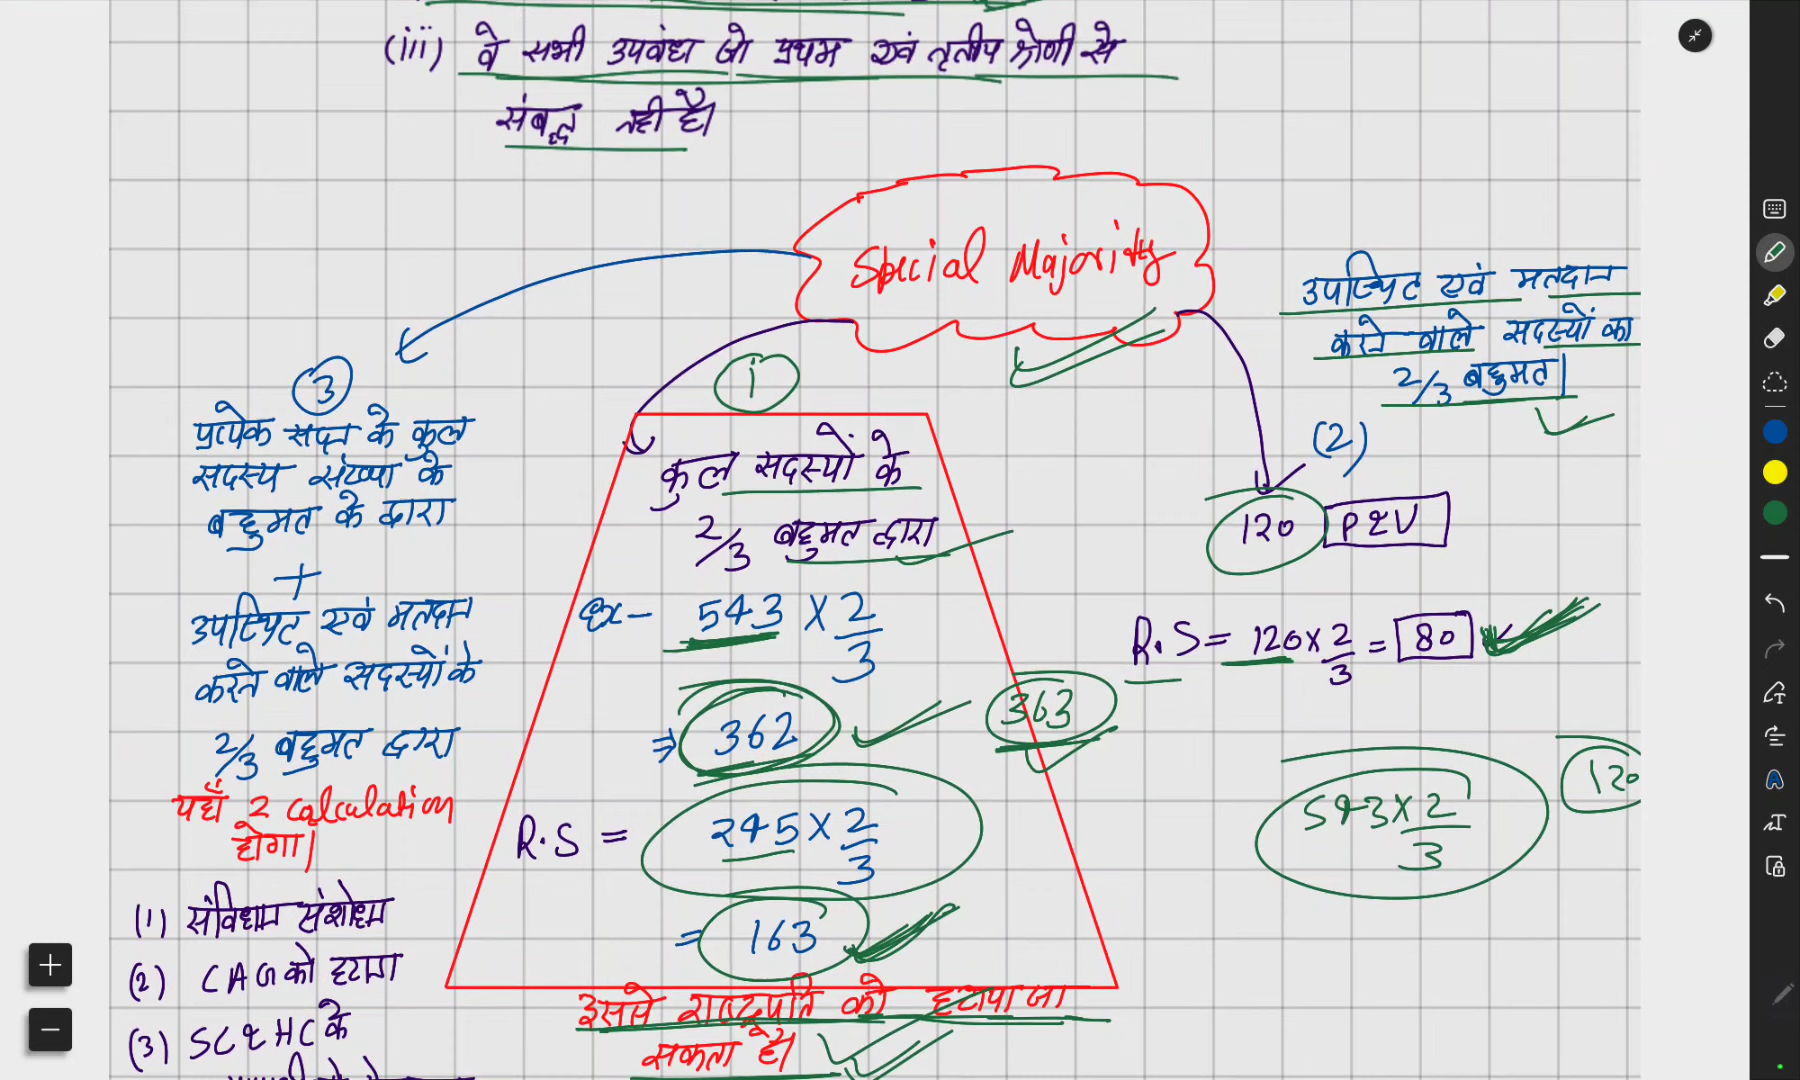 (iii) वे सभी उपबंध जो प्रथम एवं तृतीय श्रेणी से
संबद्ध नहीं है।
Special Majority
उपस्थित एवं मतदान
करने वाले सदस्यों का
2/3 बहुमत।
(3)
प्रत्येक सदन के कुल
सदस्य संख्या के
बहुमत के द्वारा
+
उपस्थित एवं मतदान
करने वाले सदस्यों के
2/3 बहुमत द्वारा
यहाँ 2 calculation
होगा।
(1) संविधान संशोधन
(2) CAG को हटाना
(3) SC & HC के
1
कुल सदस्यों के
2/3 बहुमत द्वारा
Ex- 543 × 2/3
⇒ 362
363
R.S = 245 × 2/3
= 163
इससे राष्ट्रपति को हटाया जा
सकता है।
(2)
120 P & V
R.S = 120 × 2/3 = 80
543 × 2/3
120